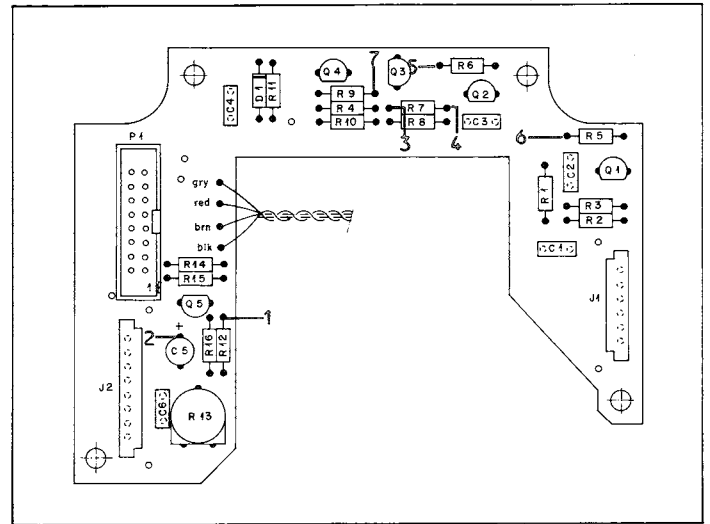 Q4
7
Q3
5
R6
C4
D1
R11
R9
Q2
R4
R7
R10
R8
C3
3
4
6
R5
P1
C2
Q1
gry
R1
red
R3
brn
R2
blk
C1
R14
R15
1
J1
Q5
1
2
+
C5
R16
R12
J2
C6
R13